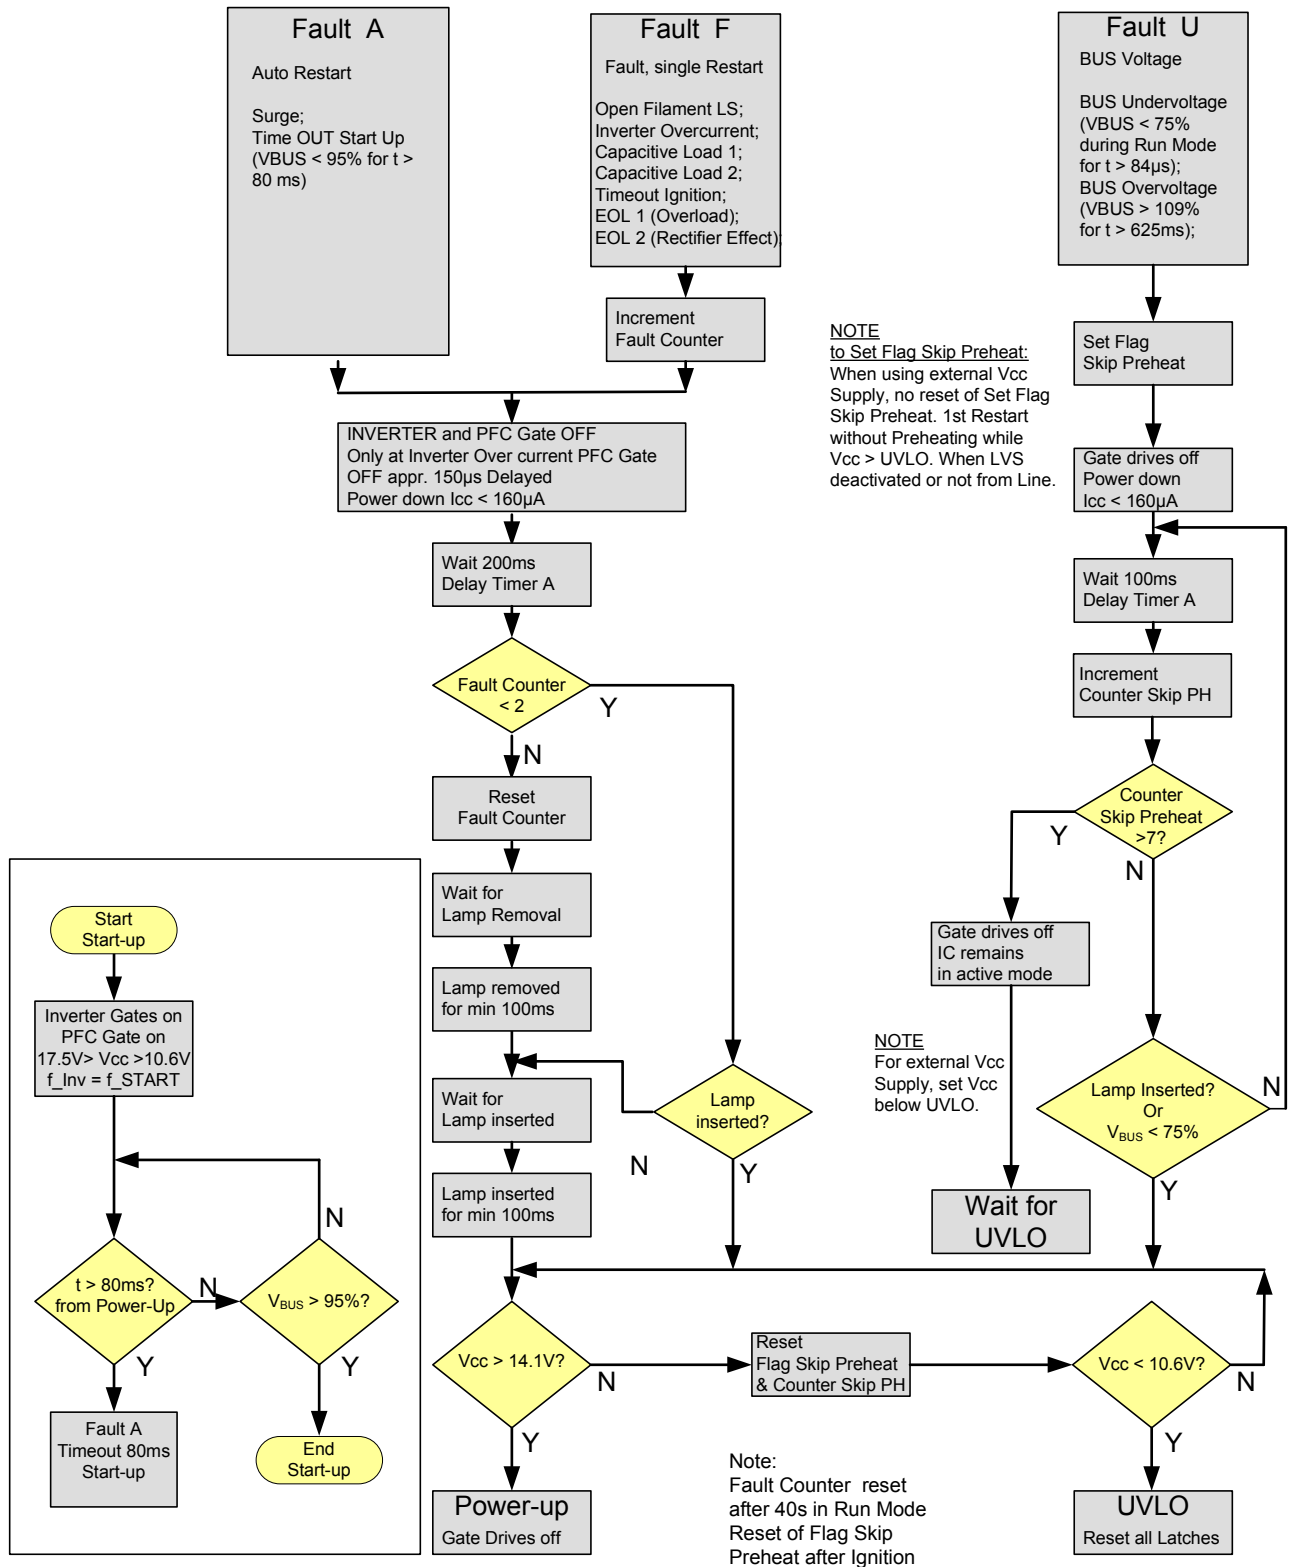 Fault A
Auto Restart
Surge;
Time OUT Start Up
(VBUS < 95% for t >
80 ms)
Fault F
Fault, single Restart
Open Filament LS;
Inverter Overcurrent;
Capacitive Load 1;
Capacitive Load 2;
Timeout Ignition;
EOL 1 (Overload);
EOL 2 (Rectifier Effect);
Increment
Fault Counter
INVERTER and PFC Gate OFF
Only at Inverter Over current PFC Gate
OFF appr. 150µs Delayed
Power down Icc < 160µA
Wait 200ms
Delay Timer A
Fault Counter
< 2
Y
N
Reset
Fault Counter
Wait for
Lamp Removal
Lamp removed
for min 100ms
Wait for
Lamp inserted
Lamp inserted
for min 100ms
Lamp
inserted?
N
Y
Fault U
BUS Voltage
BUS Undervoltage
(VBUS < 75%
during Run Mode
for t > 84µs);
BUS Overvoltage
(VBUS > 109%
for t > 625ms);
NOTE
to Set Flag Skip Preheat:
When using external Vcc
Supply, no reset of Set Flag
Skip Preheat. 1st Restart
without Preheating while
Vcc > UVLO. When LVS
deactivated or not from Line.
Set Flag
Skip Preheat
Gate drives off
Power down
Icc < 160µA
Wait 100ms
Delay Timer A
Increment
Counter Skip PH
Counter
Skip Preheat
>7?
Y
N
Gate drives off
IC remains
in active mode
NOTE
For external Vcc
Supply, set Vcc
below UVLO.
Wait for
UVLO
Lamp Inserted?
Or
VBUS < 75%
N
Y
Start
Start-up
Inverter Gates on
PFC Gate on
17.5V> Vcc >10.6V
f_Inv = f_START
t > 80ms?
from Power-Up
N
Y
VBUS > 95%?
N
Y
Fault A
Timeout 80ms
Start-up
End
Start-up
Vcc > 14.1V?
N
Y
Reset
Flag Skip Preheat
& Counter Skip PH
Vcc < 10.6V?
N
Y
Power-up
Gate Drives off
Note:
Fault Counter reset
after 40s in Run Mode
Reset of Flag Skip
Preheat after Ignition
UVLO
Reset all Latches